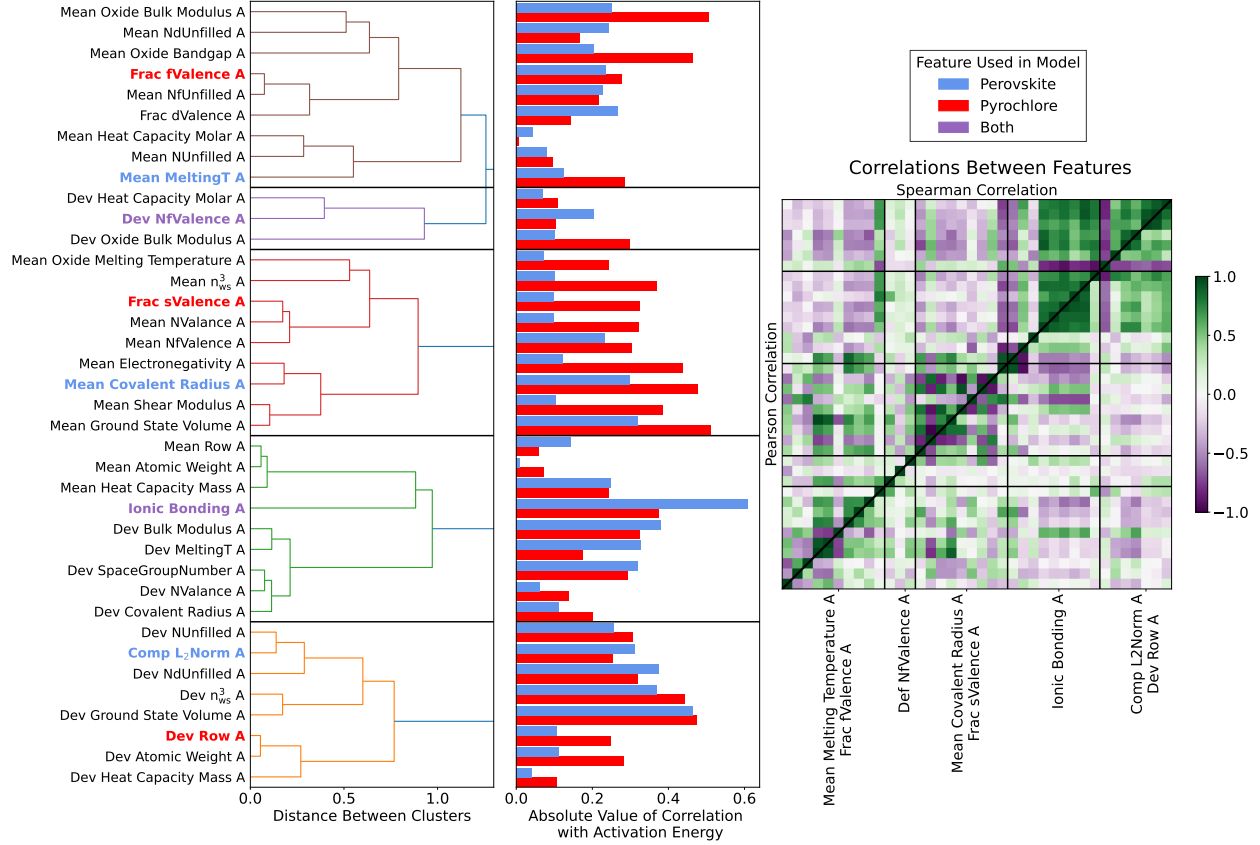 Mean Oxide Bulk Modulus A
Mean NdUnfilled A
Mean Oxide Bandgap A
Frac fValence A
Mean NfUnfilled A
Frac dValence A
Mean Heat Capacity Molar A
Mean NUnfilled A
Mean MeltingT A
Dev Heat Capacity Molar A
Dev NfValence A
Dev Oxide Bulk Modulus A
Mean Oxide Melting Temperature A
Mean n³ws A
Frac sValence A
Mean NValance A
Mean NfValence A
Mean Electronegativity A
Mean Covalent Radius A
Mean Shear Modulus A
Mean Ground State Volume A
Mean Row A
Mean Atomic Weight A
Mean Heat Capacity Mass A
Ionic Bonding A
Dev Bulk Modulus A
Dev MeltingT A
Dev SpaceGroupNumber A
Dev NValance A
Dev Covalent Radius A
Dev NUnfilled A
Comp L₂Norm A
Dev NdUnfilled A
Dev n³ws A
Dev Ground State Volume A
Dev Row A
Dev Atomic Weight A
Dev Heat Capacity Mass A
0.0 0.5 1.0
Distance Between Clusters
0.0 0.2 0.4 0.6
Absolute Value of Correlation
with Activation Energy
Feature Used in Model
Perovskite
Pyrochlore
Both
Correlations Between Features
Spearman Correlation
Pearson Correlation
Mean Melting Temperature A
Frac fValence A
Def NfValence A
Mean Covalent Radius A
Frac sValence A
Ionic Bonding A
Comp L2Norm A
Dev Row A
1.0
0.5
0.0
−0.5
−1.0